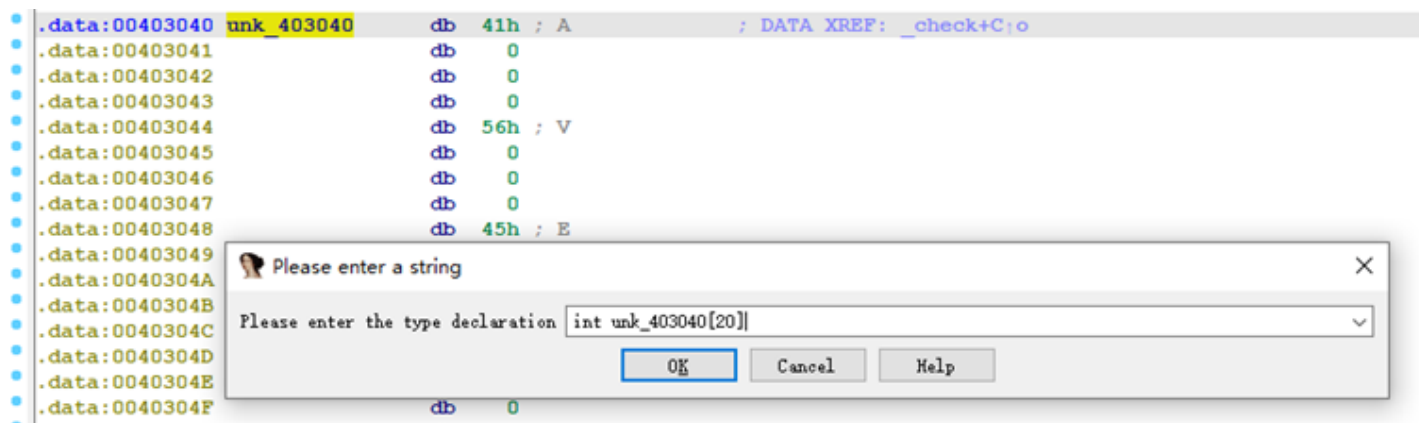 .data:00403040 unk_403040 db 41h ; A ; DATA XREF: _check+C↑o
.data:00403041 db 0
.data:00403042 db 0
.data:00403043 db 0
.data:00403044 db 56h ; V
.data:00403045 db 0
.data:00403046 db 0
.data:00403047 db 0
.data:00403048 db 45h ; E
.data:00403049
.data:0040304A
.data:0040304B
.data:0040304C
.data:0040304D
.data:0040304E
.data:0040304F db 0
Please enter a string
Please enter the type declaration int unk_403040[20]
OK Cancel Help